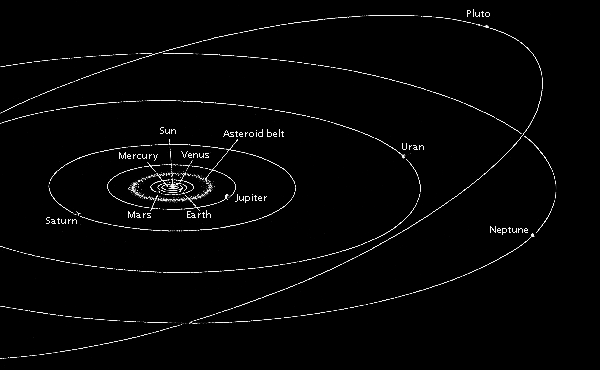 Pluto
Sun
Asteroid belt
Mercury
Venus
Uran
Jupiter
Saturn
Mars
Earth
Neptune